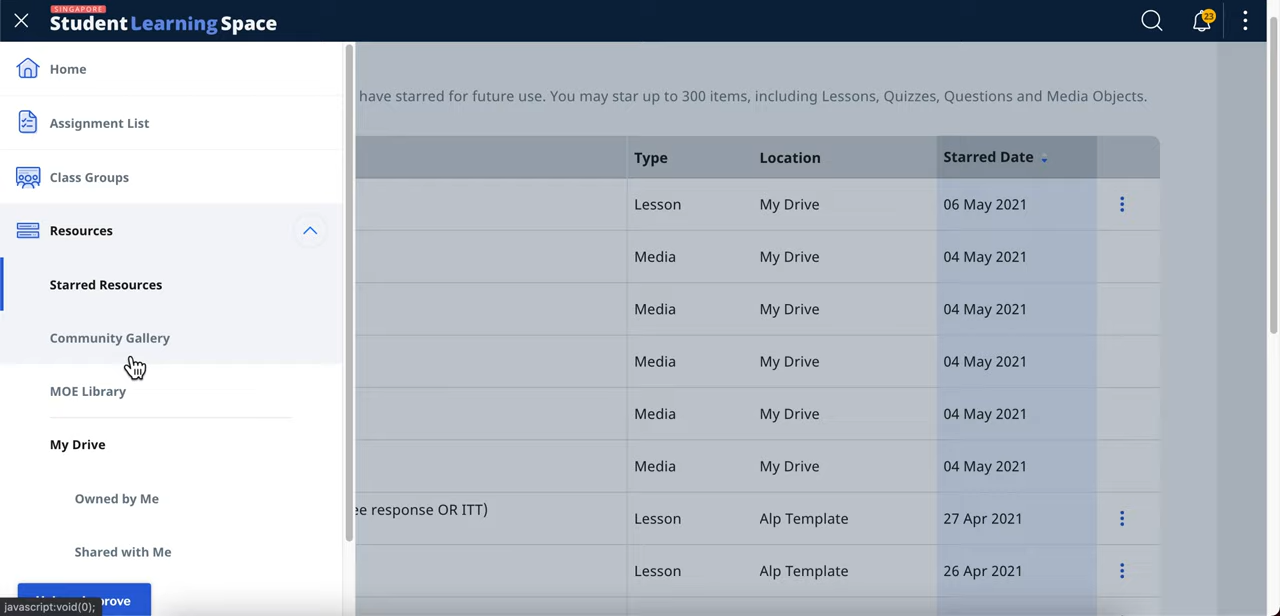 SINGAPORE
Student Learning Space
23
Home
Assignment List
Class Groups
Resources
Starred Resources
Community Gallery
MOE Library
My Drive
Owned by Me
Shared with Me
javascript:void(0);
have starred for future use. You may star up to 300 items, including Lessons, Quizzes, Questions and Media Objects.
Type Location Starred Date
Lesson My Drive 06 May 2021
Media My Drive 04 May 2021
Media My Drive 04 May 2021
Media My Drive 04 May 2021
Media My Drive 04 May 2021
Media My Drive 04 May 2021
response OR ITT) Lesson Alp Template 27 Apr 2021
Lesson Alp Template 26 Apr 2021